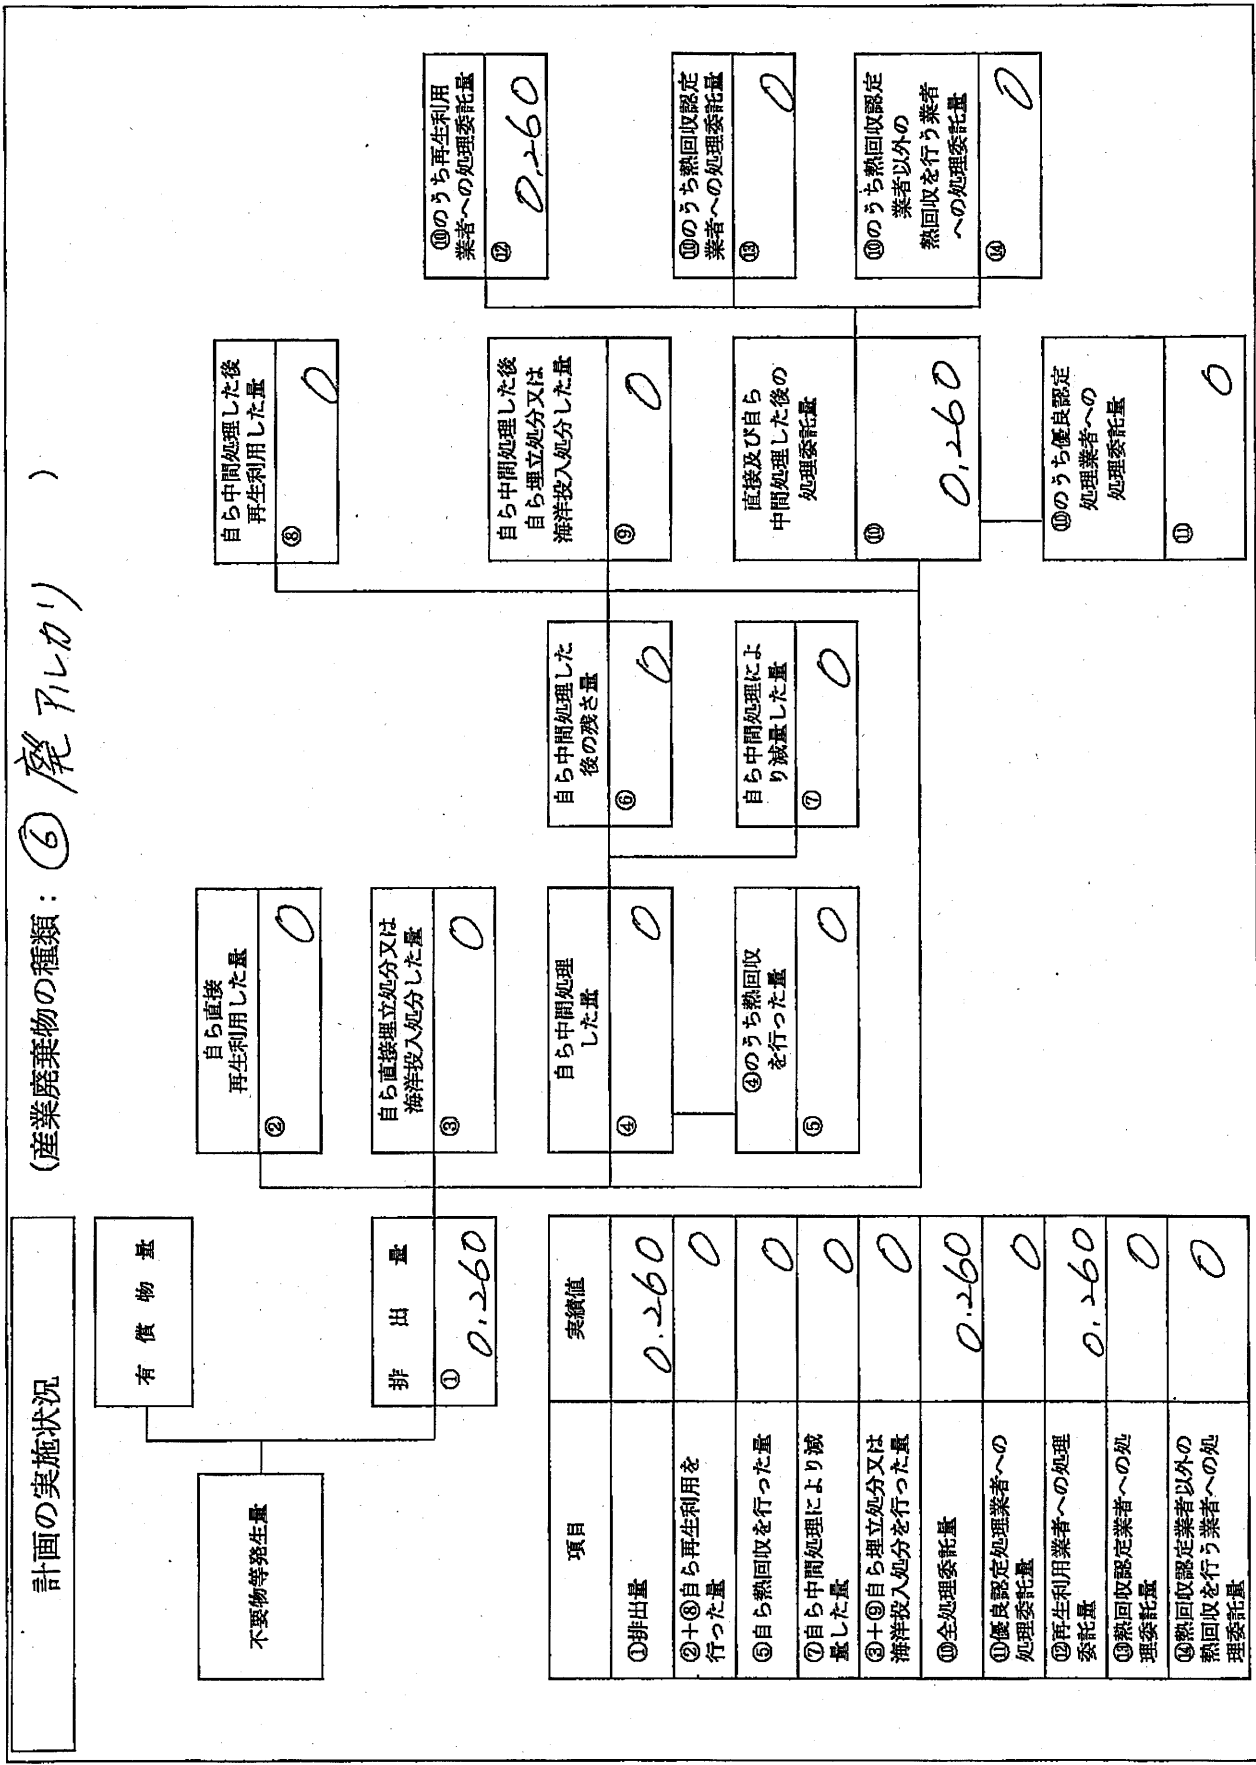 計画の実施状況
(産業廃棄物の種類：⑥ 廃アルカリ )
不要物等発生量
有 償 物 量
排 出 量
① 0.260
自ら直接
再生利用した量
② 0
自ら直接埋立処分又は
海洋投入処分した量
③ 0
自ら中間処理
した量
④ 0
④のうち熱回収
を行った量
⑤ 0
自ら中間処理した
後の残さ量
⑥ 0
自ら中間処理によ
り減量した量
⑦ 0
自ら中間処理した後
再生利用した量
⑧ 0
自ら中間処理した後
自ら埋立処分又は
海洋投入処分した量
⑨ 0
直接及び自ら
中間処理した後の
処理委託量
⑩ 0.260
⑩のうち優良認定
処理業者への
処理委託量
⑪ 0
⑩のうち再生利用
業者への処理委託量
⑫ 0.260
⑩のうち熱回収認定
業者への処理委託量
⑬ 0
⑩のうち熱回収認定
業者以外の
熱回収を行う業者
への処理委託量
⑭ 0
項目 実績値
①排出量 0.260
②＋⑧自ら再生利用を
行った量 0
⑤自ら熱回収を行った量 0
⑦自ら中間処理により減
量した量 0
③＋⑨自ら埋立処分又は
海洋投入処分を行った量 0
⑩全処理委託量 0.260
⑪優良認定処理業者への
処理委託量 0
⑫再生利用業者への処理
委託量 0.260
⑬熱回収認定業者への処
理委託量 0
⑭熱回収認定業者以外の
熱回収を行う業者への処
理委託量 0